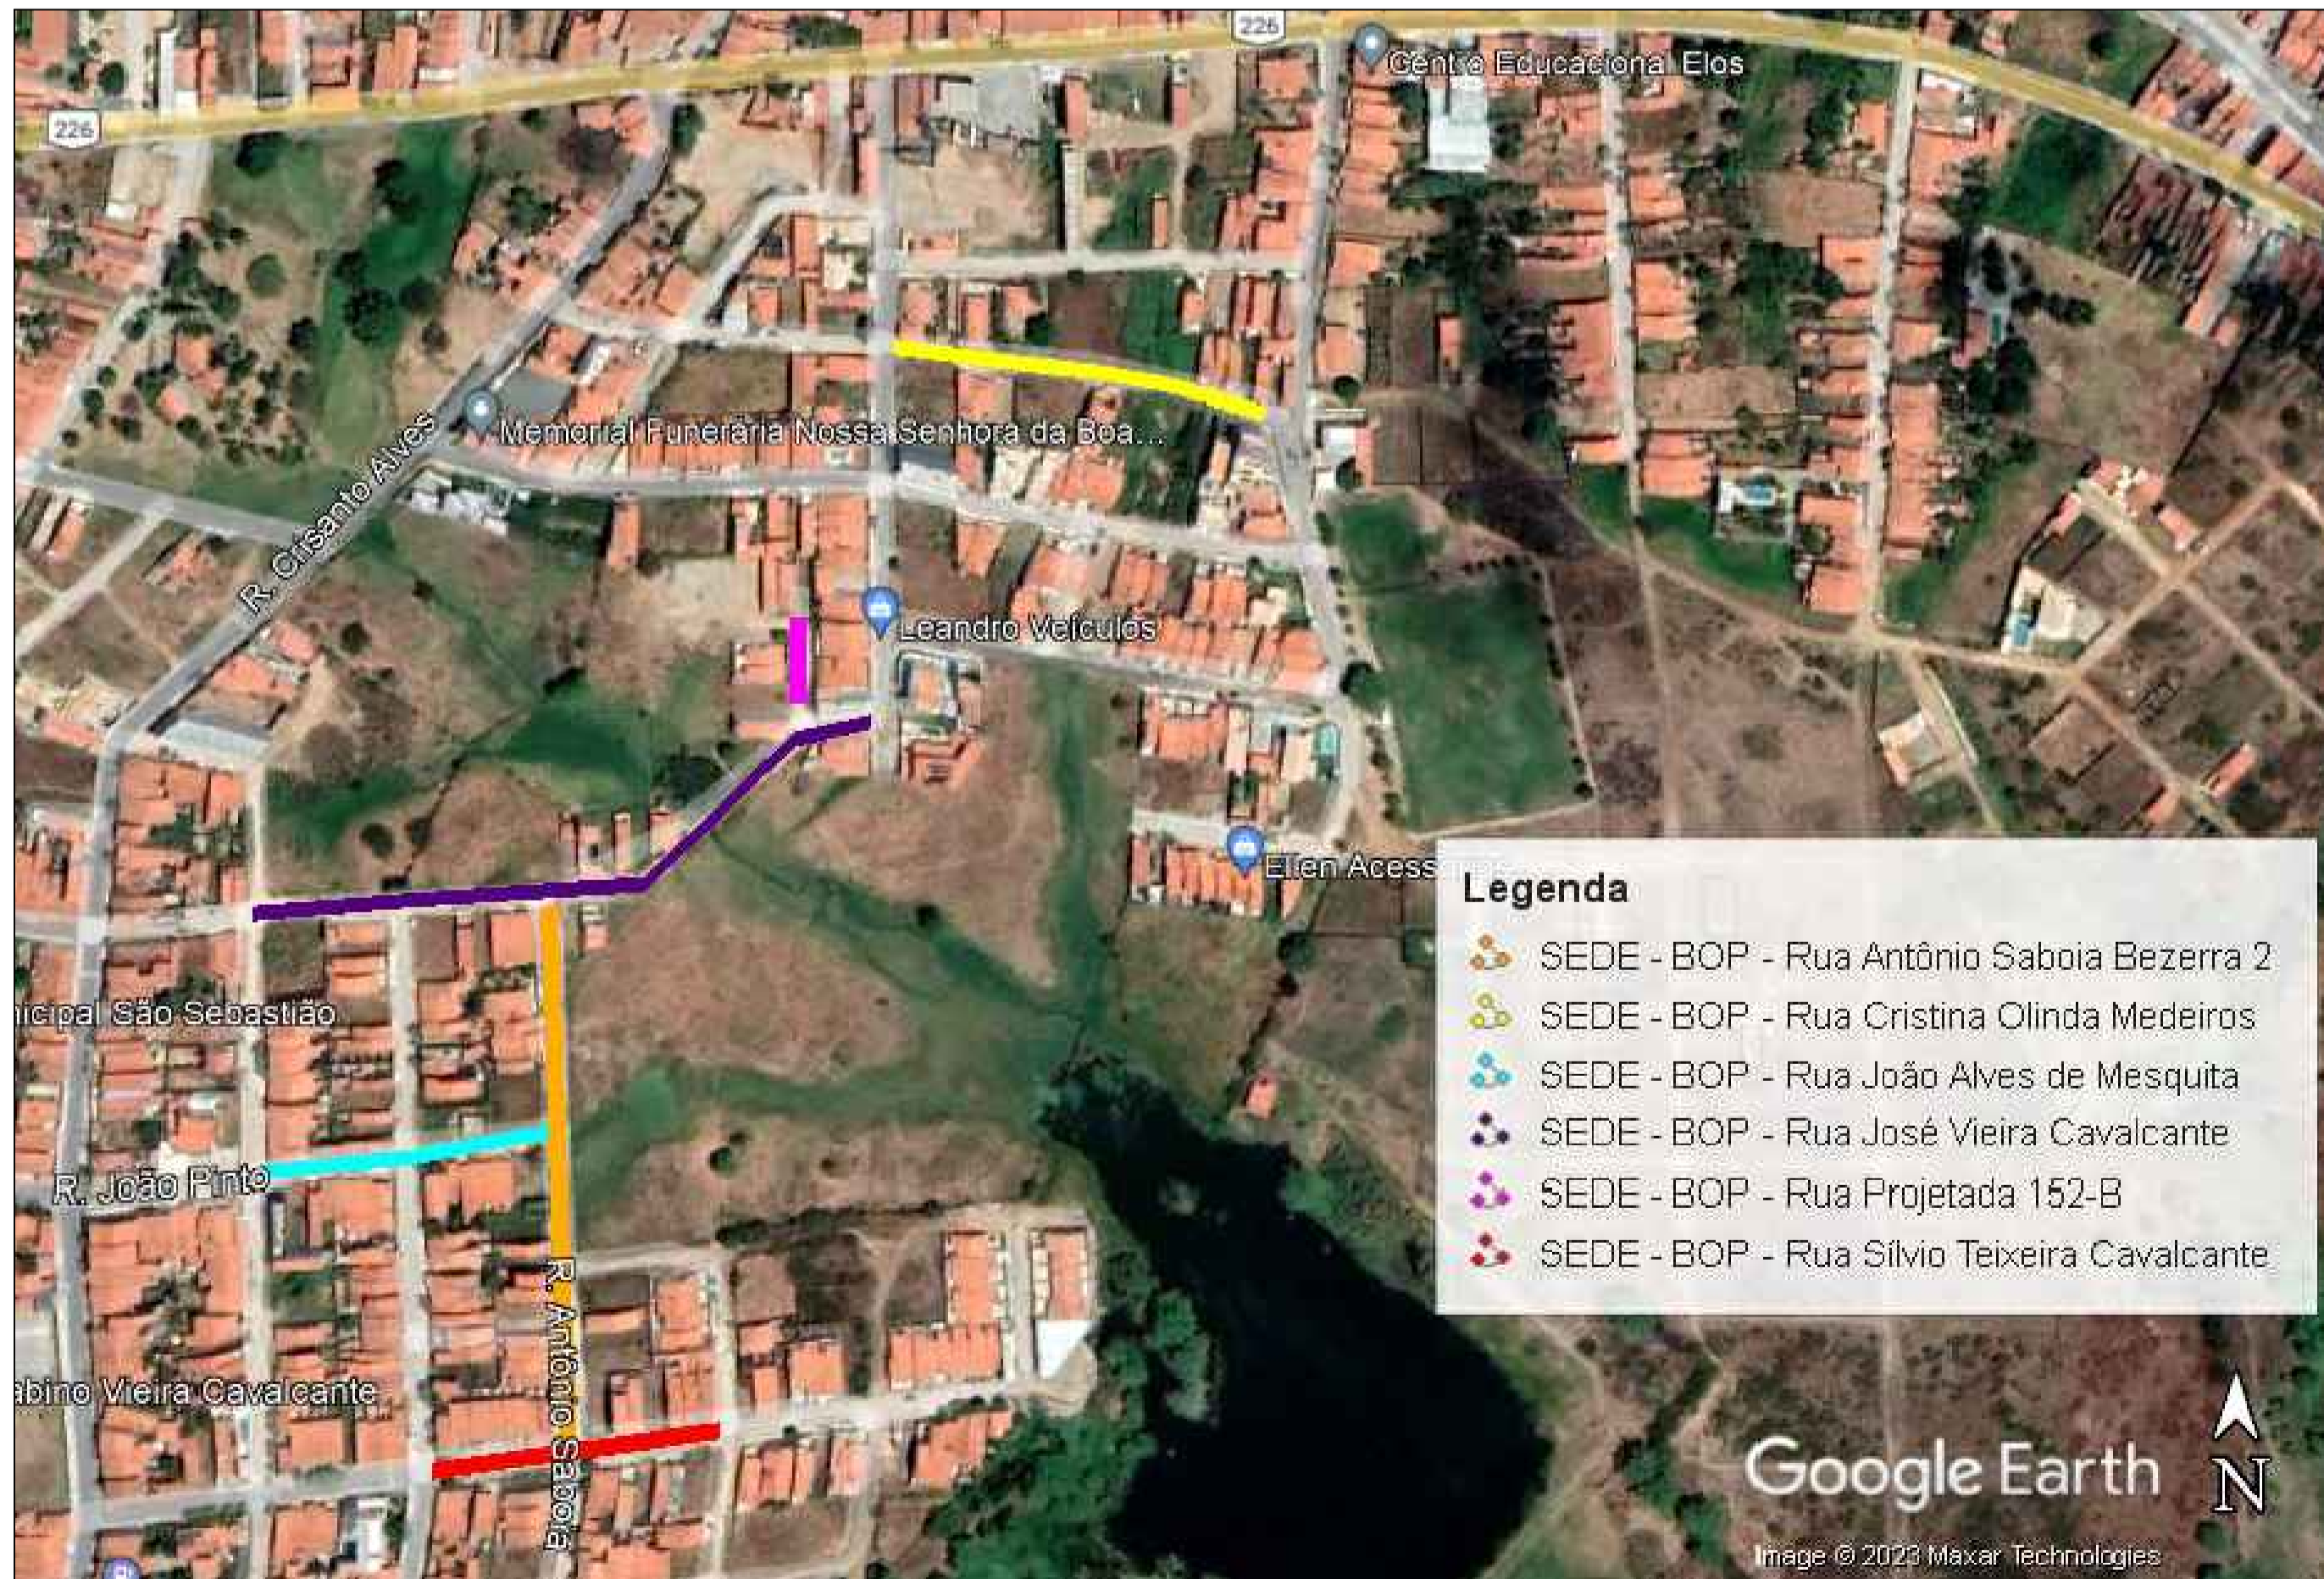 226
Centro Educacional Elos
226
Memorial Funerária Nossa Senhora da Boa...
R. Crisanto Alves
Leandro Veículos
Ellen Acess
Legenda
SEDE - BOP - Rua Antônio Saboia Bezerra 2
SEDE - BOP - Rua Cristina Olinda Medeiros
SEDE - BOP - Rua João Alves de Mesquita
SEDE - BOP - Rua José Vieira Cavalcante
SEDE - BOP - Rua Projetada 152-B
SEDE - BOP - Rua Sílvio Teixeira Cavalcante
nicipal São Sebastião
R. João Pinto
R. Antônio Saboia
abino Vieira Cavalcante
Google Earth
N
Image © 2023 Maxar Technologies